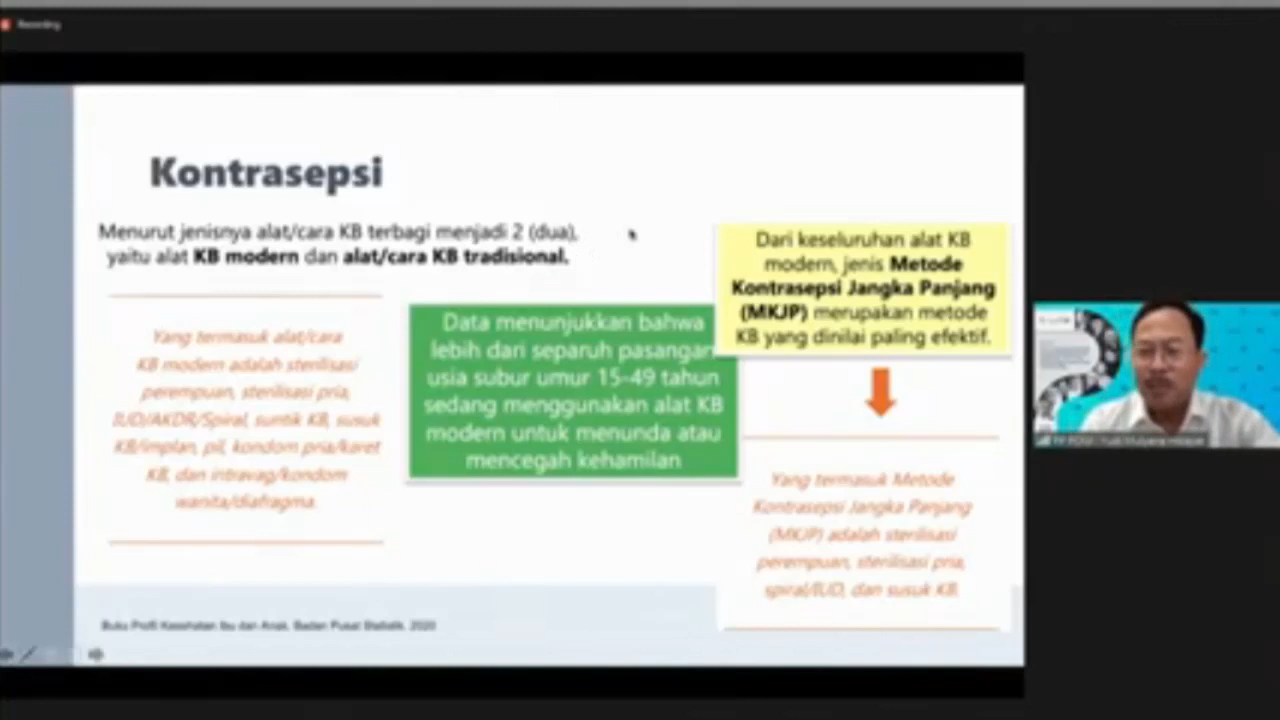 Recording
Kontrasepsi
Menurut jenisnya alat/cara KB terbagi menjadi 2 (dua),
yaitu alat KB modern dan alat/cara KB tradisional.
Yang termasuk alat/cara
KB modern adalah sterilisasi
perempuan, sterilisasi pria,
IUD/AKDR/Spiral, suntik KB, susuk
KB/implan, pil, kondom pria/karet
KB, dan intravag/kondom
wanita/diafragma.
Data menunjukkan bahwa
lebih dari separuh pasangan
usia subur umur 15-49 tahun
sedang menggunakan alat KB
modern untuk menunda atau
mencegah kehamilan
Dari keseluruhan alat KB
modern, jenis Metode
Kontrasepsi Jangka Panjang
(MKJP) merupakan metode
KB yang dinilai paling efektif.
Yang termasuk Metode
Kontrasepsi Jangka Panjang
(MKJP) adalah sterilisasi
perempuan, sterilisasi pria,
spiral/IUD, dan susuk KB.
Buku Profil Kesehatan Ibu dan Anak, Badan Pusat Statistik, 2020